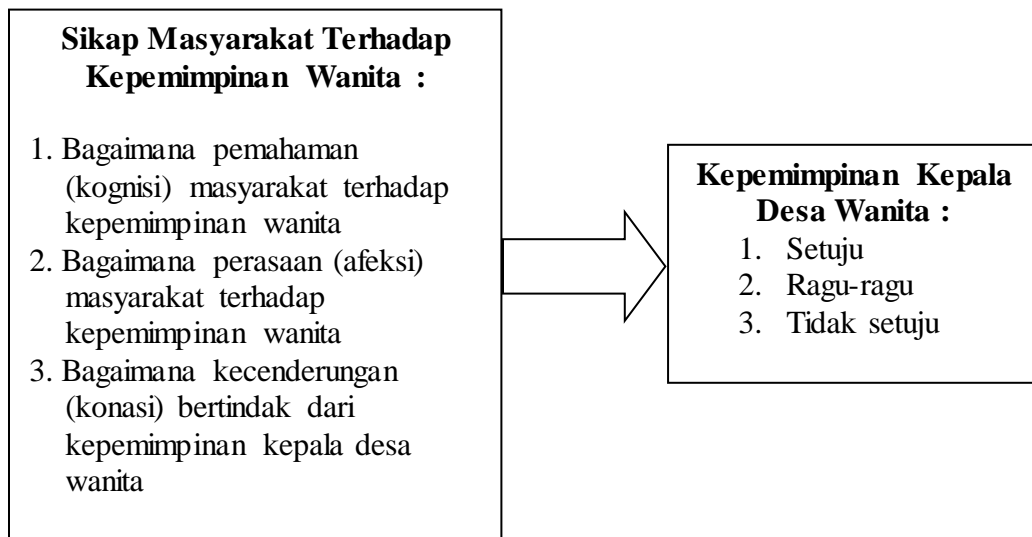 Sikap Masyarakat Terhadap
Kepemimpinan Wanita :
1. Bagaimana pemahaman
(kognisi) masyarakat terhadap
kepemimpinan wanita
2. Bagaimana perasaan (afeksi)
masyarakat terhadap
kepemimpinan wanita
3. Bagaimana kecenderungan
(konasi) bertindak dari
kepemimpinan kepala desa
wanita
Kepemimpinan Kepala
Desa Wanita :
1. Setuju
2. Ragu-ragu
3. Tidak setuju